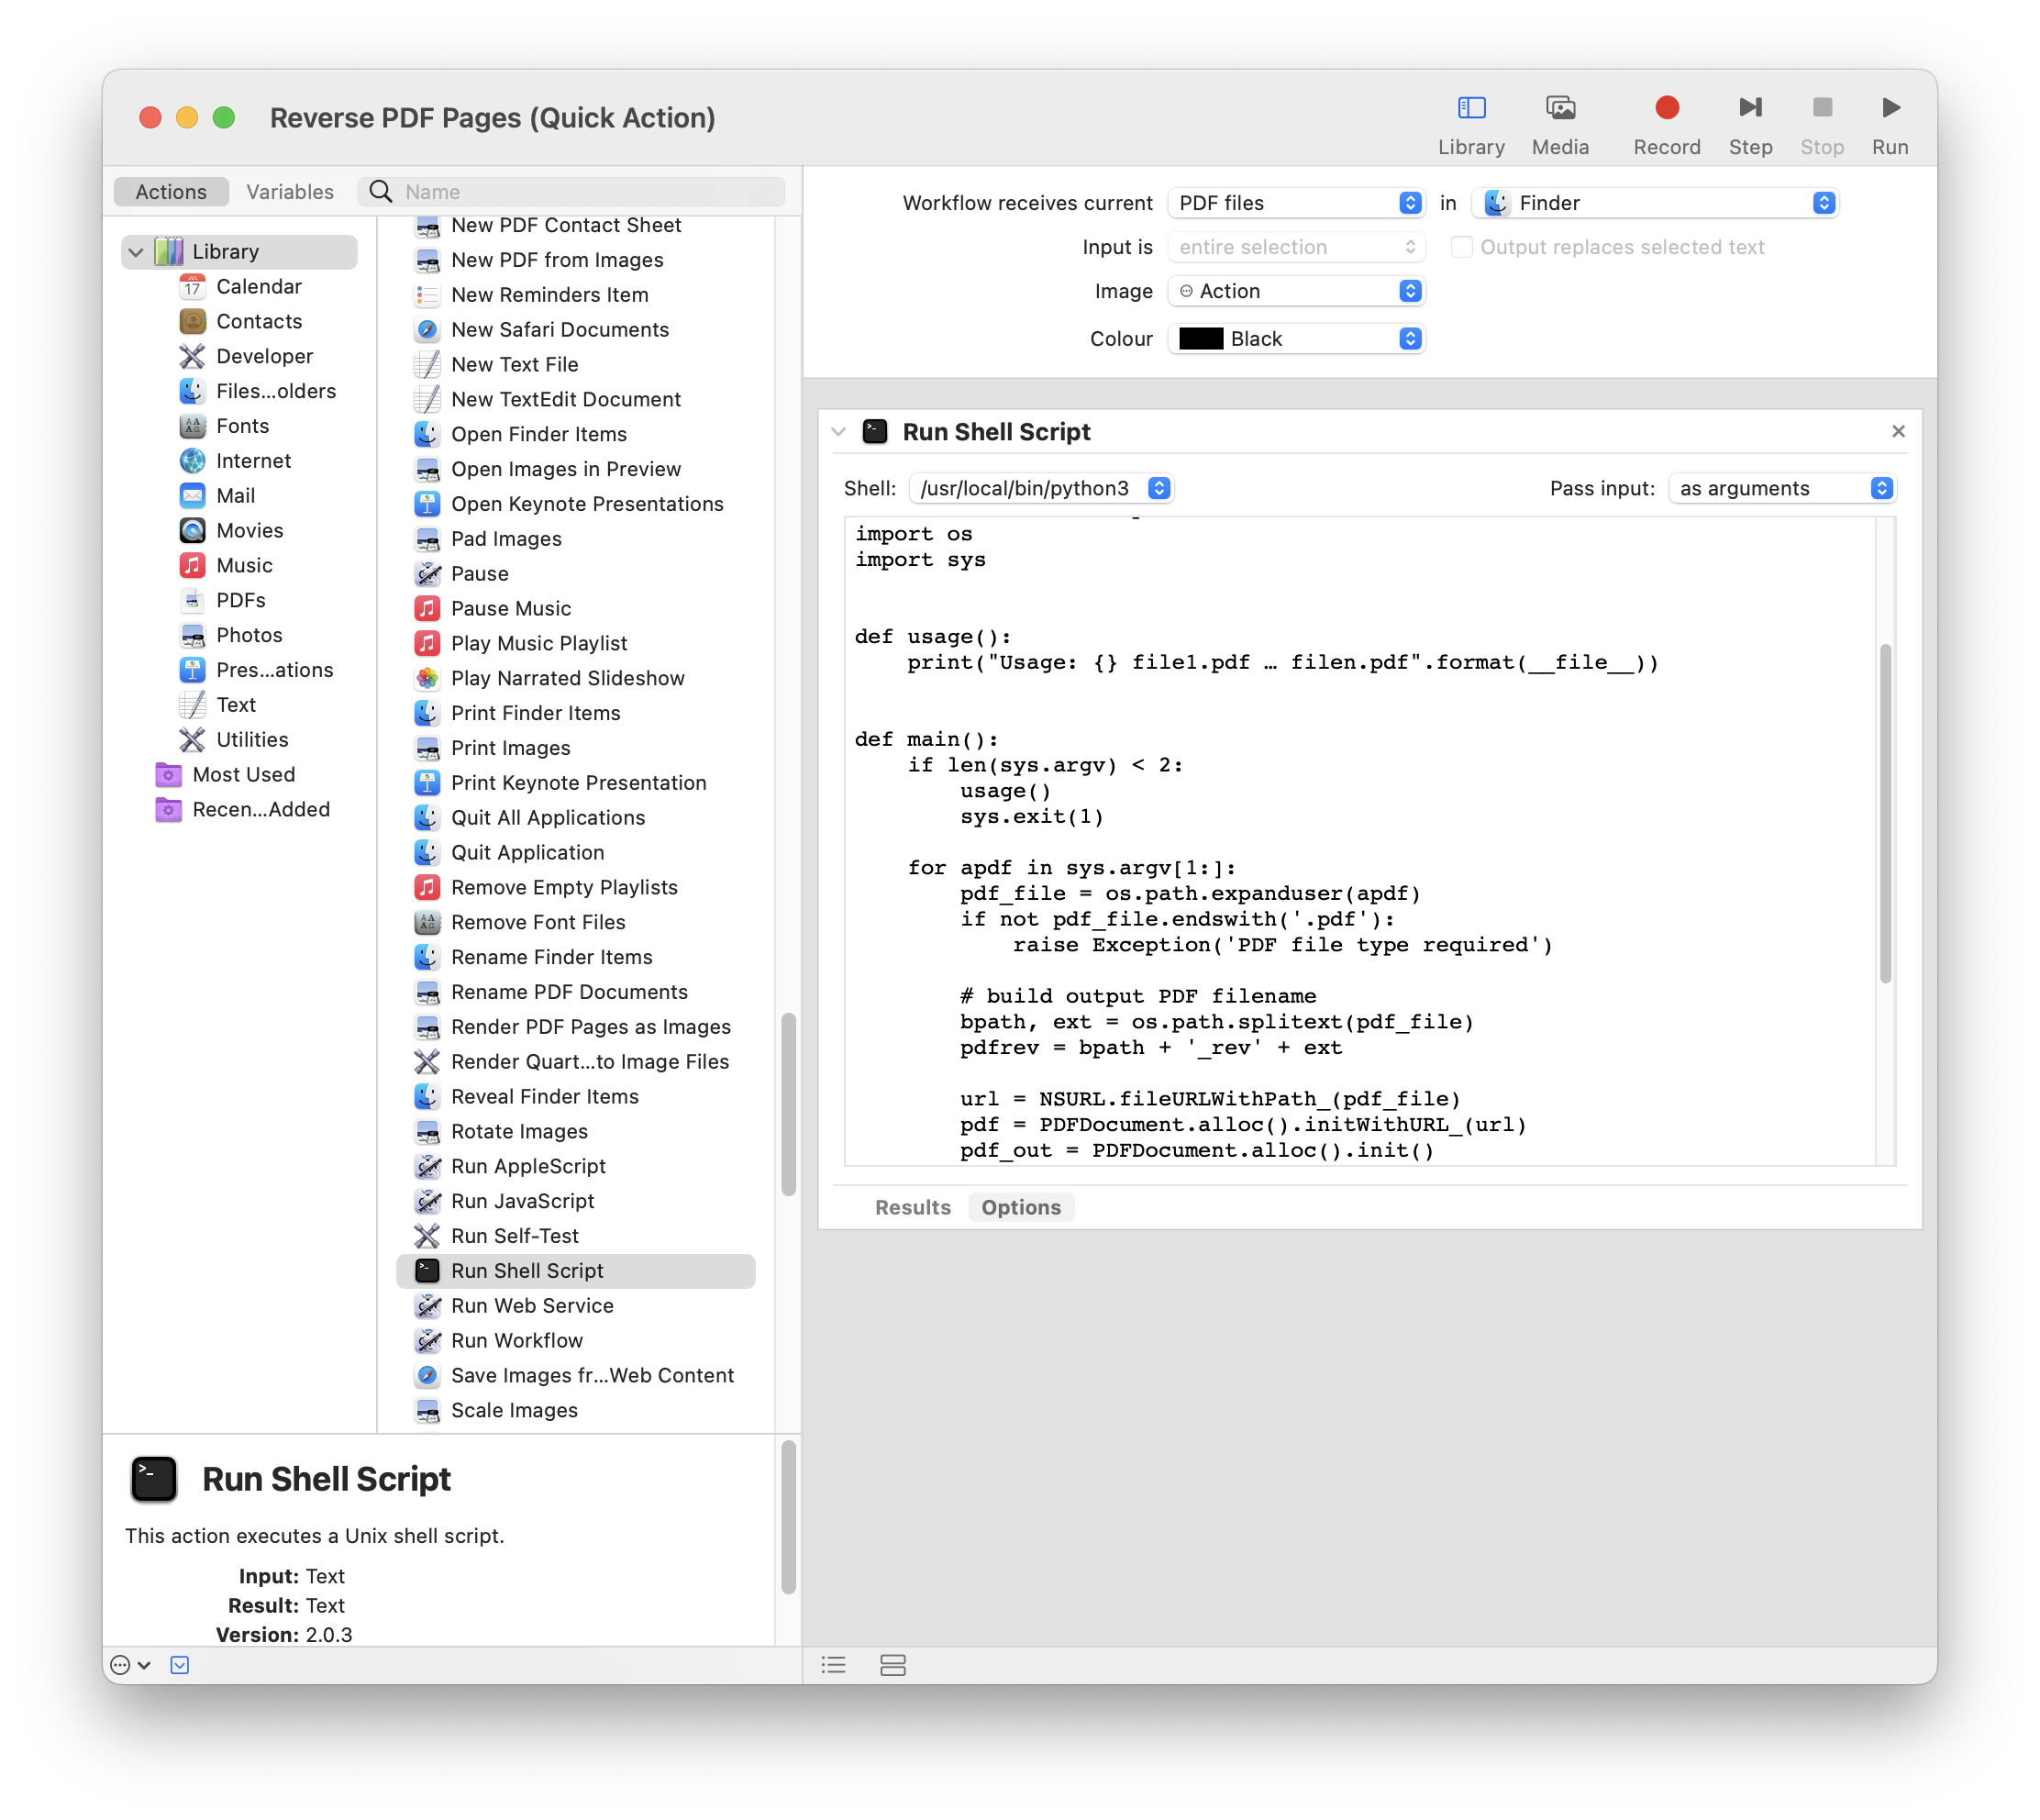 Reverse PDF Pages (Quick Action)
Library
Media
Record
Step
Stop
Run
Actions
Variables
Name
Library
JUL
17
Calendar
Contacts
Developer
Files...olders
Fonts
Internet
Mail
Movies
Music
PDFs
Photos
Pres...ations
Text
Utilities
Most Used
Recen...Added
New PDF Contact Sheet
New PDF from Images
New Reminders Item
New Safari Documents
New Text File
New TextEdit Document
Open Finder Items
Open Images in Preview
Open Keynote Presentations
Pad Images
Pause
Pause Music
Play Music Playlist
Play Narrated Slideshow
Print Finder Items
Print Images
Print Keynote Presentation
Quit All Applications
Quit Application
Remove Empty Playlists
Remove Font Files
Rename Finder Items
Rename PDF Documents
Render PDF Pages as Images
Render Quart...to Image Files
Reveal Finder Items
Rotate Images
Run AppleScript
Run JavaScript
Run Self-Test
Run Shell Script
Run Web Service
Run Workflow
Save Images fr...Web Content
Scale Images
Run Shell Script
This action executes a Unix shell script.
Input: Text
Result: Text
Version: 2.0.3
Workflow receives current PDF files in Finder
Input is entire selection Output replaces selected text
Image Action
Colour Black
Run Shell Script
Shell: /usr/local/bin/python3 Pass input: as arguments
import os
import sys
def usage():
print("Usage: {} file1.pdf … filen.pdf".format(__file__))
def main():
if len(sys.argv) < 2:
usage()
sys.exit(1)
for apdf in sys.argv[1:]:
pdf_file = os.path.expanduser(apdf)
if not pdf_file.endswith('.pdf'):
raise Exception('PDF file type required')
# build output PDF filename
bpath, ext = os.path.splitext(pdf_file)
pdfrev = bpath + '_rev' + ext
url = NSURL.fileURLWithPath_(pdf_file)
pdf = PDFDocument.alloc().initWithURL_(url)
pdf_out = PDFDocument.alloc().init()
Results
Options